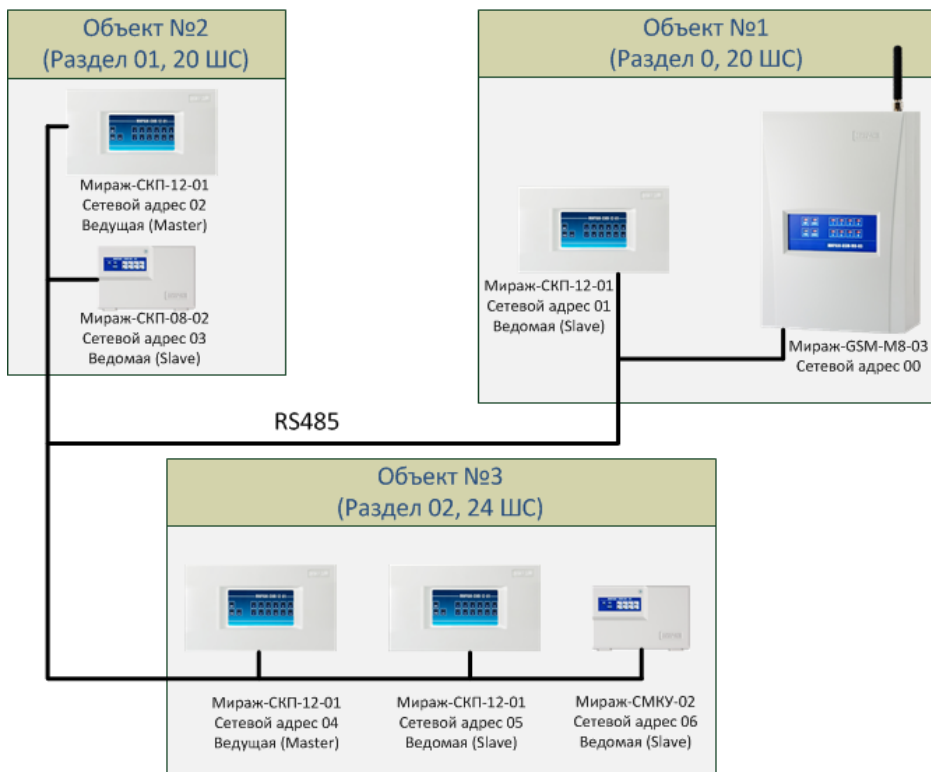 Объект №2
(Раздел 01, 20 ШС)
Мираж-СКП-12-01
Сетевой адрес 02
Ведущая (Master)
Мираж-СКП-08-02
Сетевой адрес 03
Ведомая (Slave)
Объект №1
(Раздел 0, 20 ШС)
Мираж-СКП-12-01
Сетевой адрес 01
Ведомая (Slave)
Мираж-GSM-M8-03
Сетевой адрес 00
RS485
Объект №3
(Раздел 02, 24 ШС)
Мираж-СКП-12-01
Сетевой адрес 04
Ведущая (Master)
Мираж-СКП-12-01
Сетевой адрес 05
Ведомая (Slave)
Мираж-СМКУ-02
Сетевой адрес 06
Ведомая (Slave)